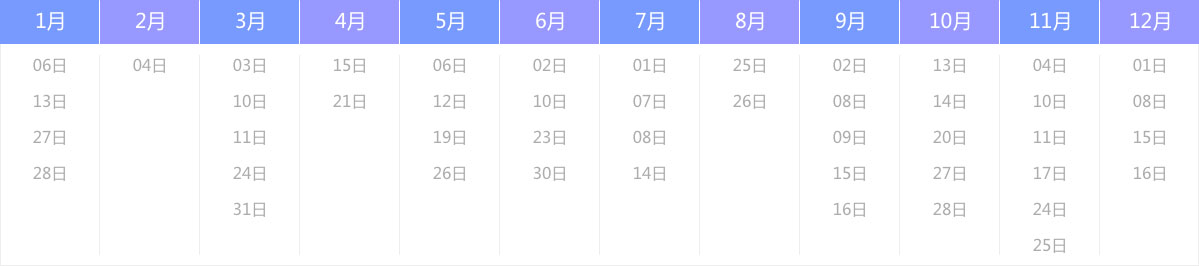 1月 2月 3月 4月 5月 6月 7月 8月 9月 10月 11月 12月
06日 04日 03日 15日 06日 02日 01日 25日 02日 13日 04日 01日
13日 10日 21日 12日 10日 07日 26日 08日 14日 10日 08日
27日 11日 19日 23日 08日 09日 20日 11日 15日
28日 24日 26日 30日 14日 15日 27日 17日 16日
31日 16日 28日 24日
25日